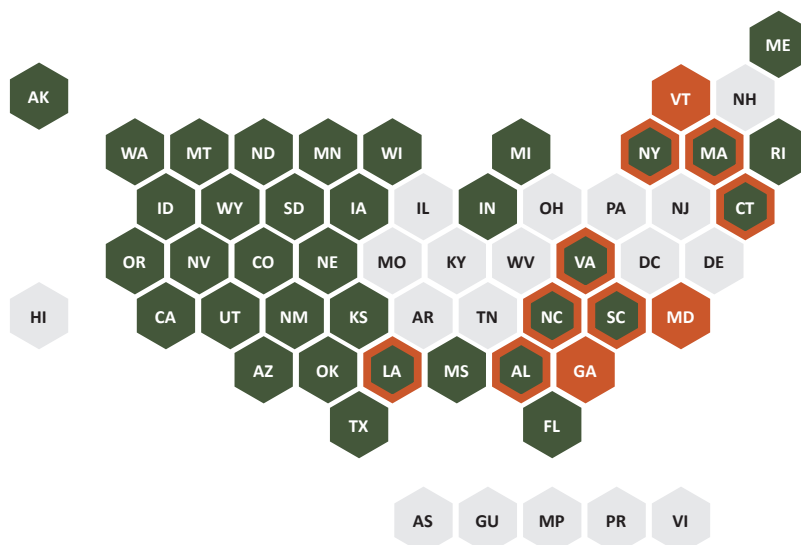 ME
AK VT NH
WA MT ND MN WI MI NY MA RI
ID WY SD IA IL IN OH PA NJ CT
OR NV CO NE MO KY WV VA DC DE
HI CA UT NM KS AR TN NC SC MD
AZ OK LA MS AL GA
TX FL
AS GU MP PR VI